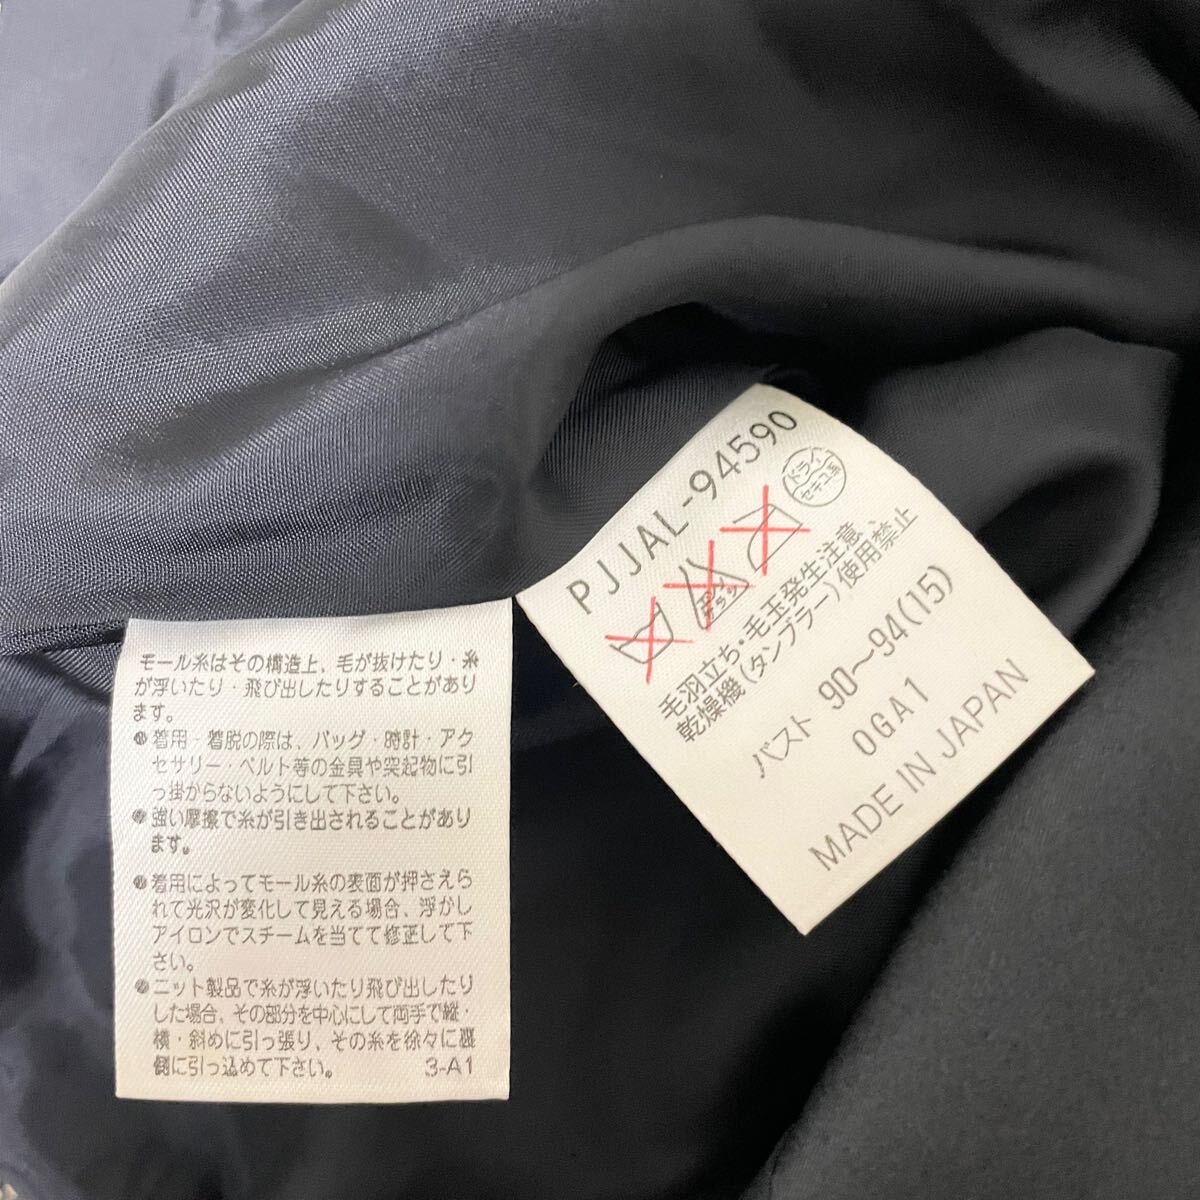 モール糸はその構造上、毛が抜けたり・糸
が浮いたり・飛び出したりすることがあり
ます。
●着用・着脱の際は、バッグ・時計・アク
セサリー・ベルト等の金具や突起物に引
っ掛からないようにして下さい。
●強い摩擦で糸が引き出されることがあり
ます。
●着用によってモール糸の表面が押さえら
れて光沢が変化して見える場合、浮かし
アイロンでスチームを当てて修正して下
さい。
●ニット製品で糸が浮いたり飛び出したり
した場合、その部分を中心にして両手で縦・
横・斜めに引っ張り、その糸を徐々に裏
側に引っ込めて下さい。 3-A1
PJJAL-94590
ドライ
セキユ系
エンソ
サラシ
毛羽立ち・毛玉発生注意、
乾燥機(タンブラー)使用禁止
バスト 90〜94(15)
0GA1
MADE IN JAPAN